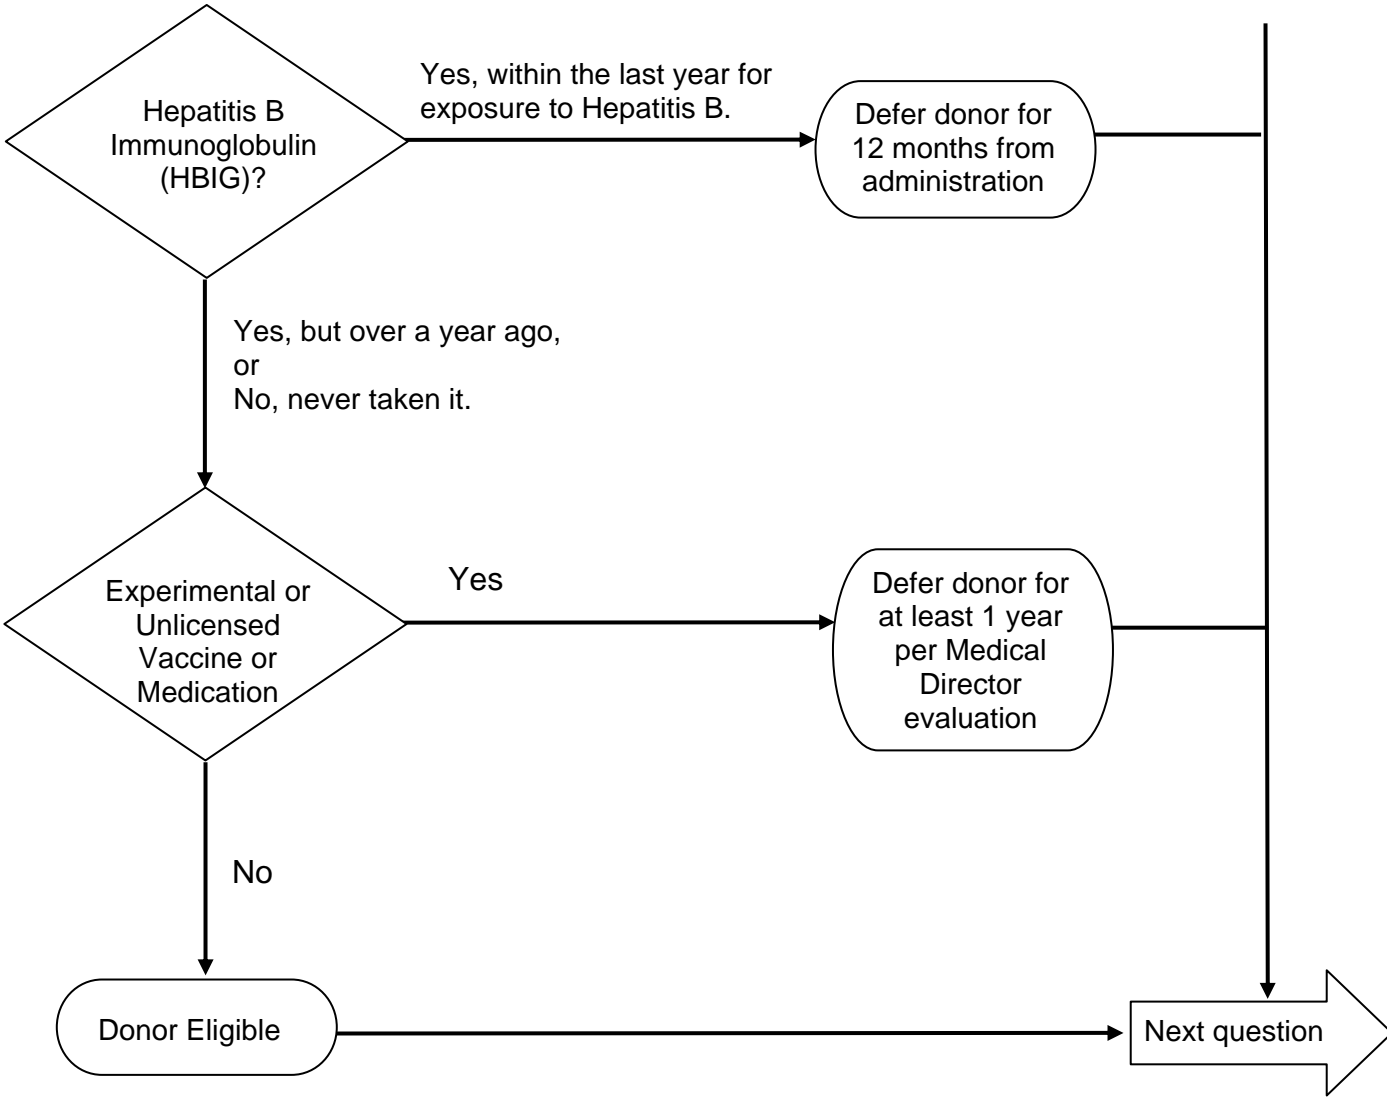 Hepatitis B
Immunoglobulin
(HBIG)?
Yes, within the last year for
exposure to Hepatitis B.
Defer donor for
12 months from
administration
Yes, but over a year ago,
or
No, never taken it.
Experimental or
Unlicensed
Vaccine or
Medication
Yes
Defer donor for
at least 1 year
per Medical
Director
evaluation
No
Donor Eligible
Next question